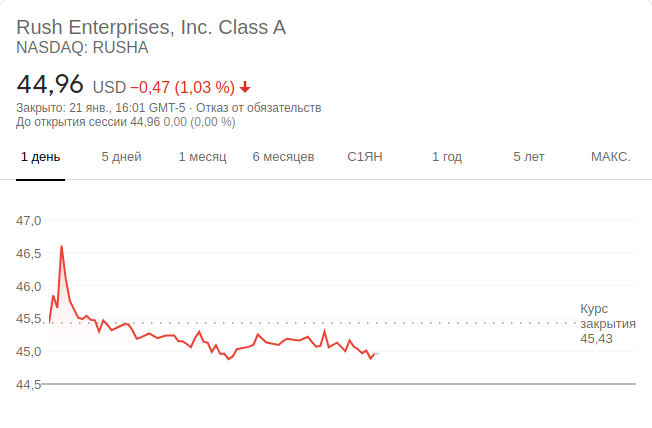 Rush Enterprises, Inc. Class A
NASDAQ: RUSHA
44,96 USD −0,47 (1,03 %)
Закрыто: 21 янв., 16:01 GMT-5 · Отказ от обязательств
До открытия сессии 44,96 0,00 (0,00 %)
1 день 5 дней 1 месяц 6 месяцев С1ЯН 1 год 5 лет МАКС.
47,0
46,5
46,0
45,5
45,0
44,5
Курс
закрытия
45,43